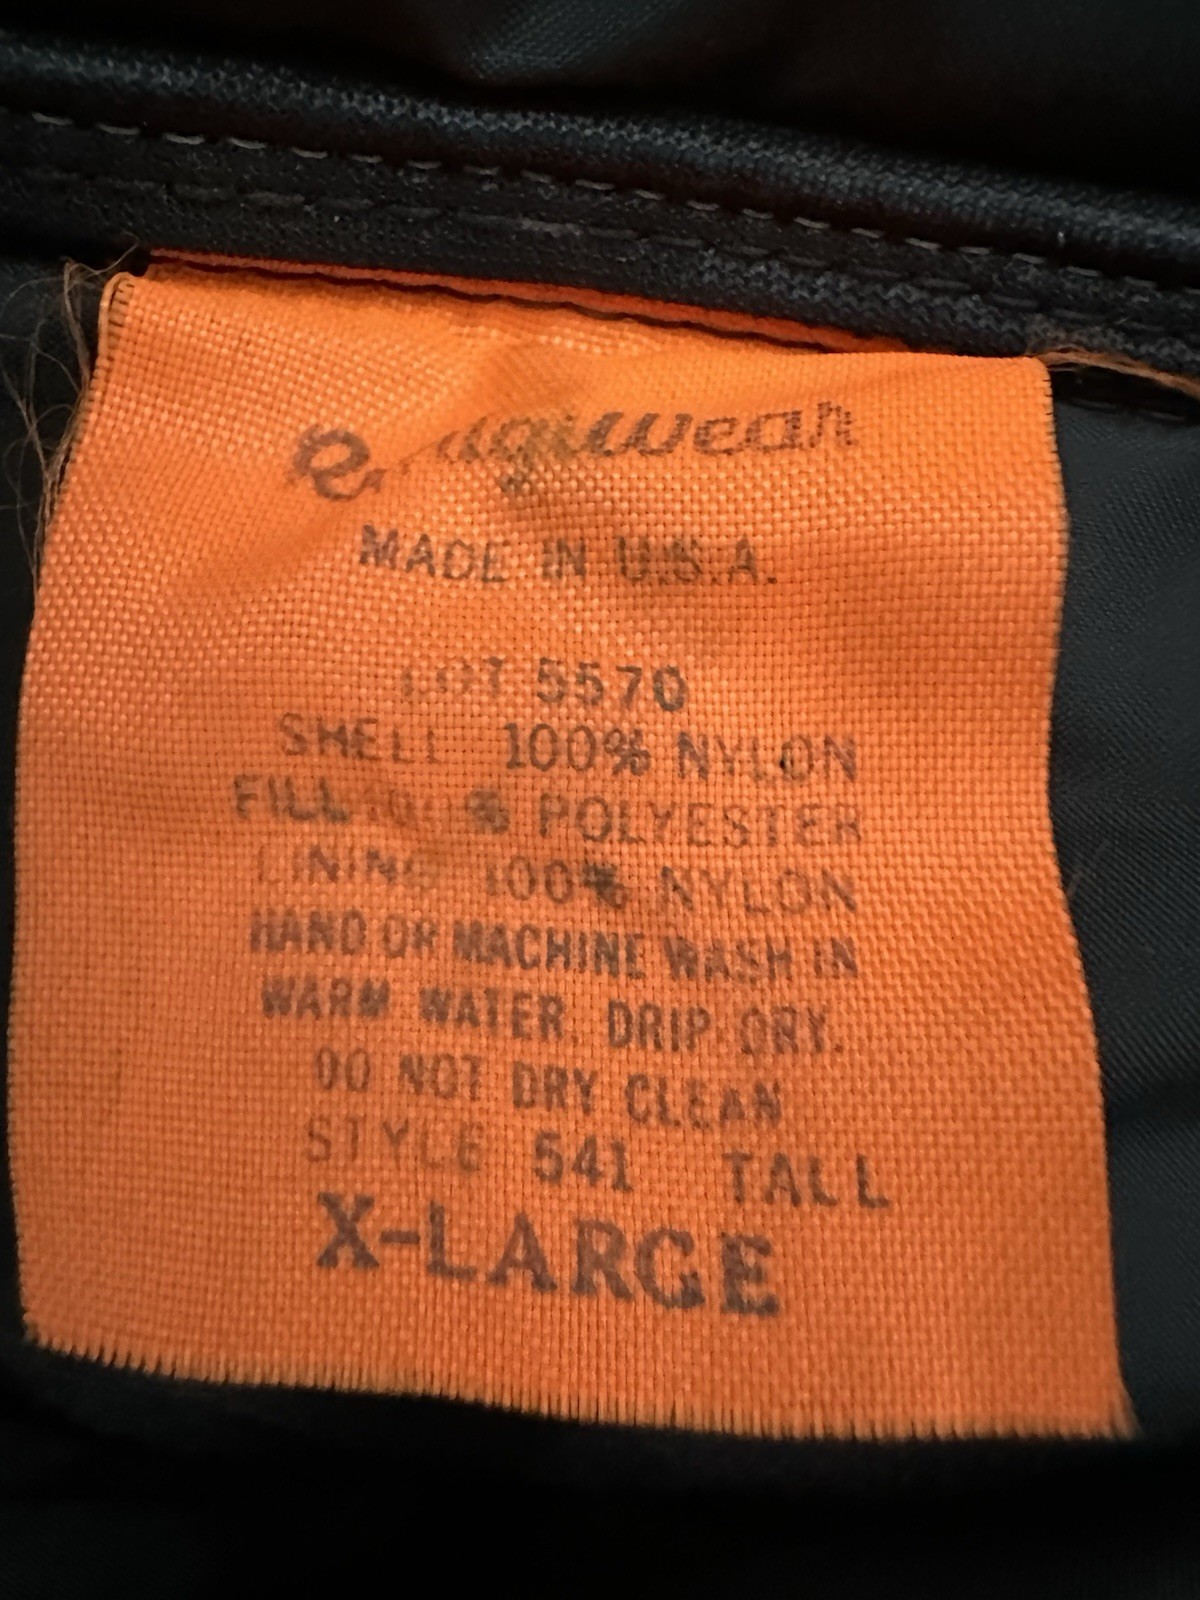 MADE IN U.S.A.
LOT 5570
SHELL 100% NYLON
FILL 100% POLYESTER
LINING 100% NYLON
HAND OR MACHINE WASH IN
WARM WATER. DRIP DRY.
DO NOT DRY CLEAN
STYLE 541 TALL
X-LARGE